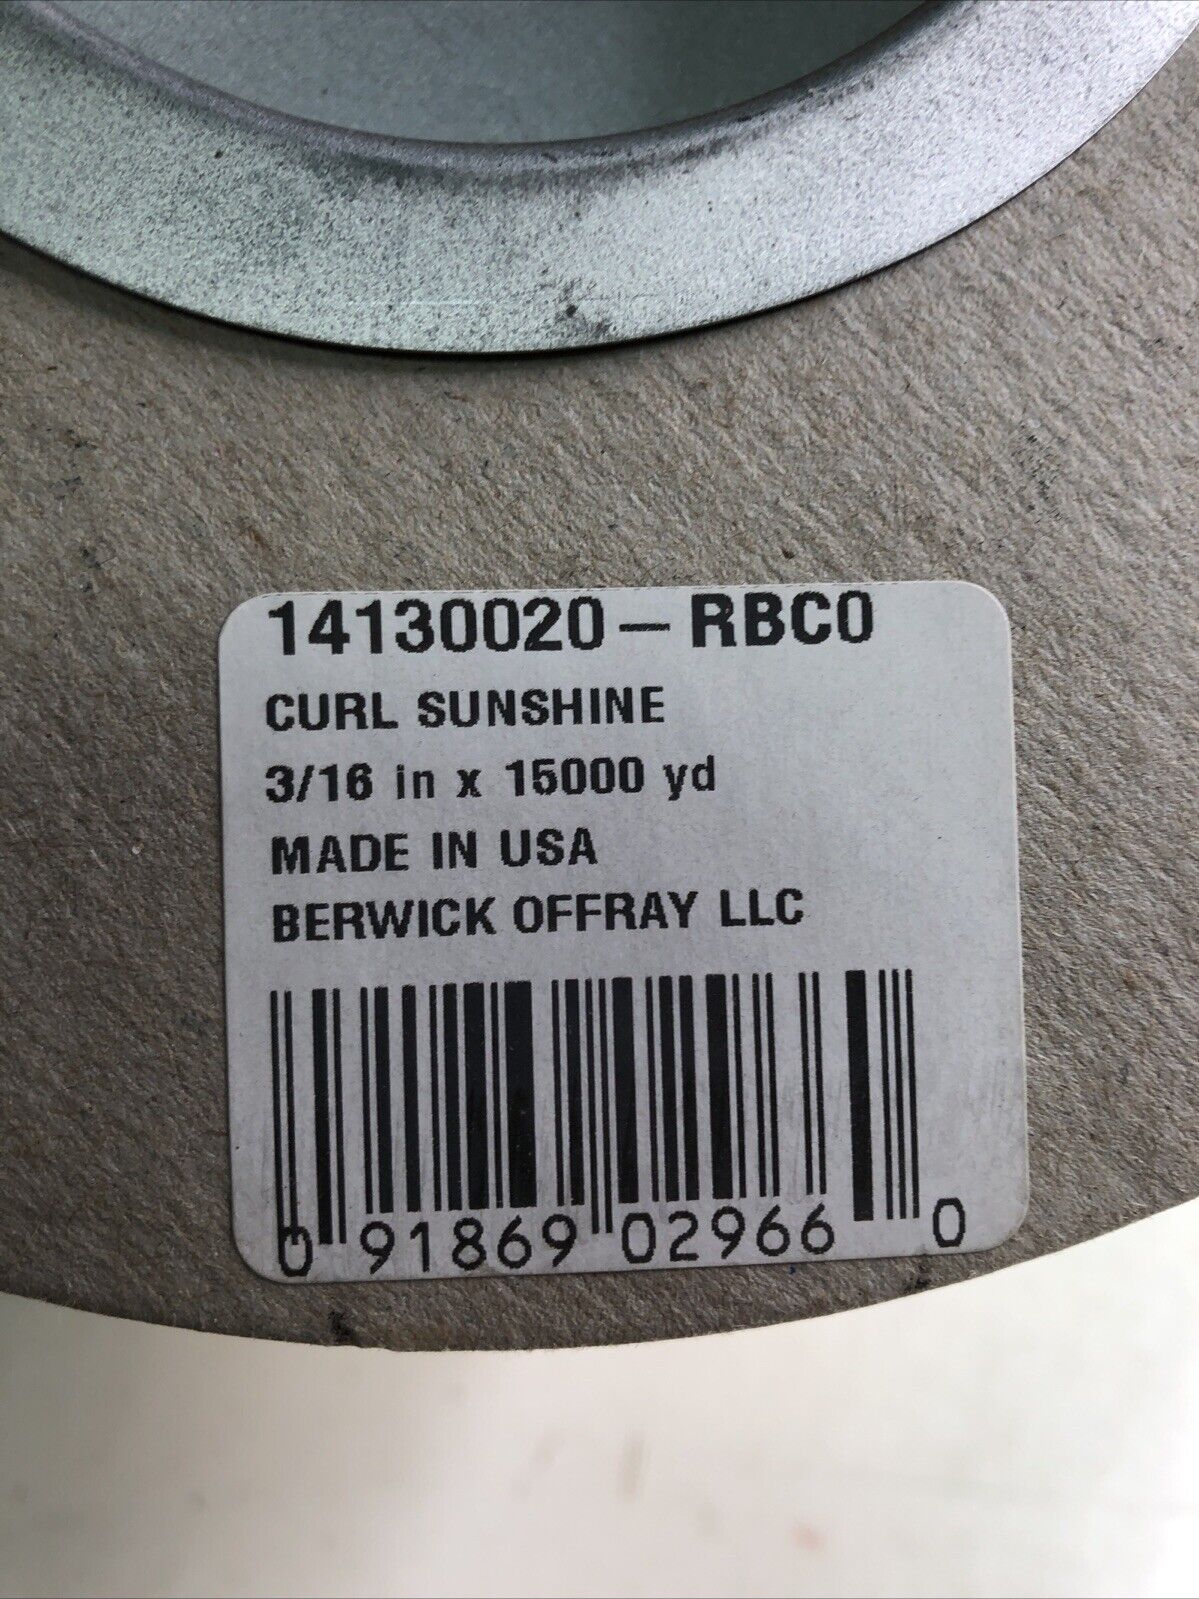 14130020-RBC0
CURL SUNSHINE
3/16 in x 15000 yd
MADE IN USA
BERWICK OFFRAY LLC
0 91869 02966 0